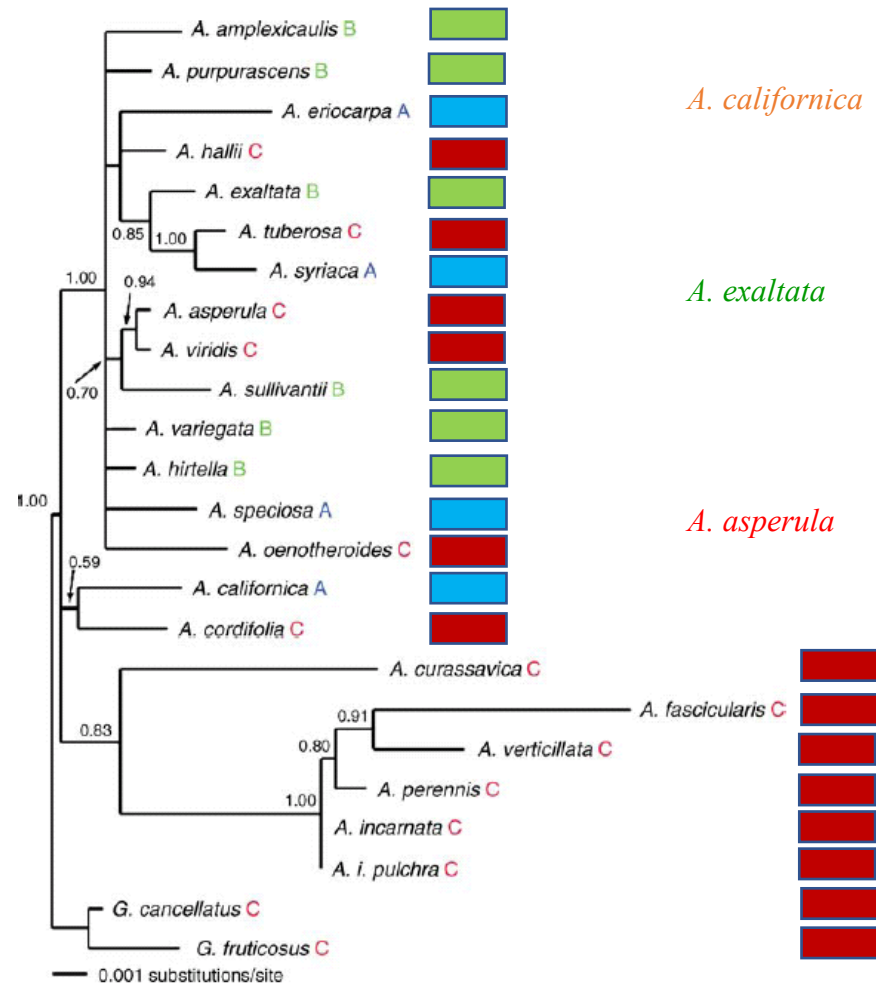 A. amplexicaulis B
A. purpurascens B
A. californica
A. eriocarpa A
A. hallii C
A. exaltata B
0.85
1.00
A. tuberosa C
A. syriaca A
1.00
0.94
A. exaltata
A. asperula C
A. viridis C
0.70
A. sullivantii B
A. variegata B
A. hirtella B
1.00
A. speciosa A
A. asperula
A. oenotheroides C
0.59
A. californica A
A. cordifolia C
A. curassavica C
0.83
0.91
A. fascicularis C
0.80
A. verticillata C
A. perennis C
1.00
A. incarnata C
A. i. pulchra C
G. cancellatus C
G. fruticosus C
0.001 substitutions/site